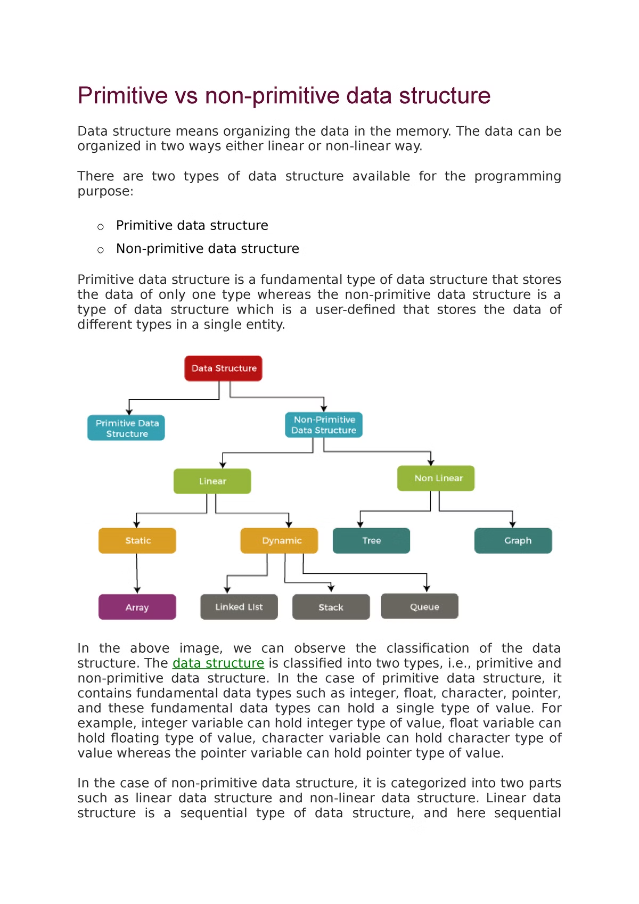 Primitive vs non-primitive data structure
Data structure means organizing the data in the memory. The data can be
organized in two ways either linear or non-linear way.
There are two types of data structure available for the programming
purpose:
o Primitive data structure
o Non-primitive data structure
Primitive data structure is a fundamental type of data structure that stores
the data of only one type whereas the non-primitive data structure is a
type of data structure which is a user-defined that stores the data of
different types in a single entity.
Data Structure
Primitive Data
Structure
Non-Primitive
Data Structure
Linear
Non Linear
Static
Dynamic
Tree
Graph
Array
Linked LIst
Stack
Queue
In the above image, we can observe the classification of the data
structure. The data structure is classified into two types, i.e., primitive and
non-primitive data structure. In the case of primitive data structure, it
contains fundamental data types such as integer, float, character, pointer,
and these fundamental data types can hold a single type of value. For
example, integer variable can hold integer type of value, float variable can
hold floating type of value, character variable can hold character type of
value whereas the pointer variable can hold pointer type of value.
In the case of non-primitive data structure, it is categorized into two parts
such as linear data structure and non-linear data structure. Linear data
structure is a sequential type of data structure, and here sequential